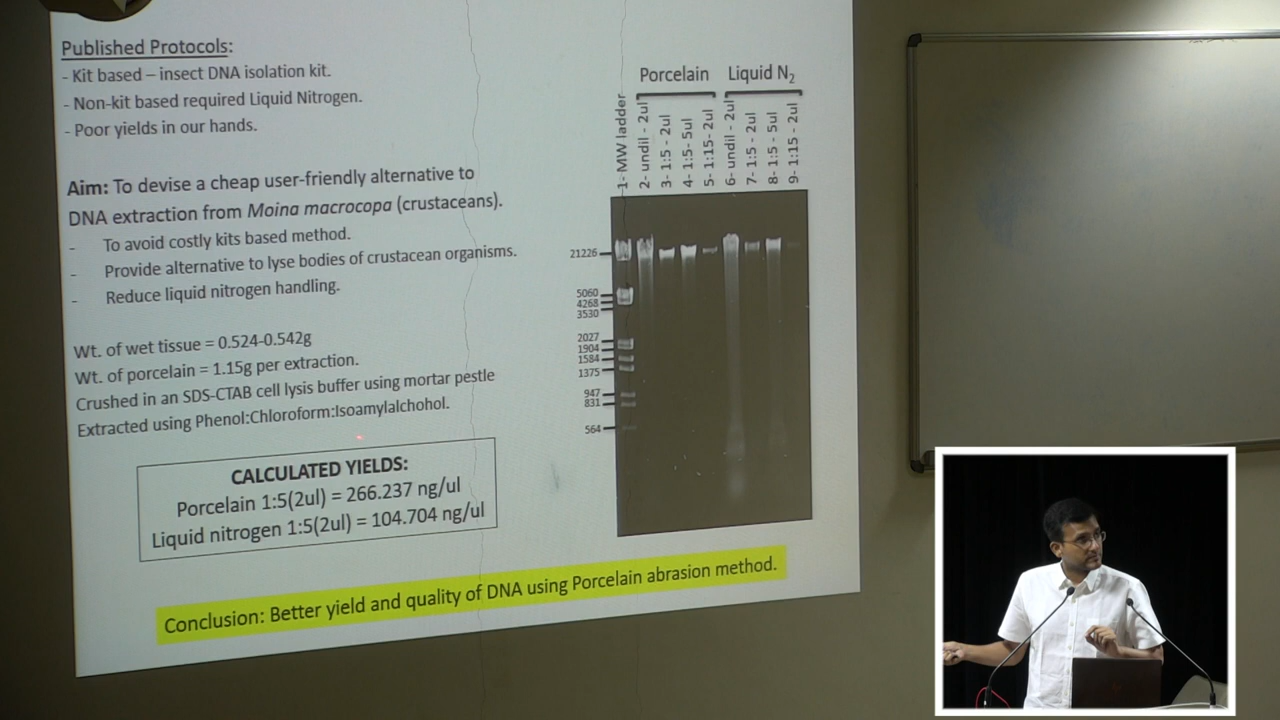 Published Protocols:
- Kit based – insect DNA isolation kit.
- Non-kit based required Liquid Nitrogen.
- Poor yields in our hands.
Aim: To devise a cheap user-friendly alternative to
DNA extraction from Moina macrocopa (crustaceans).
- To avoid costly kits based method.
- Provide alternative to lyse bodies of crustacean organisms.
- Reduce liquid nitrogen handling.
Wt. of wet tissue = 0.524-0.542g
Wt. of porcelain = 1.15g per extraction.
Crushed in an SDS-CTAB cell lysis buffer using mortar pestle
Extracted using Phenol:Chloroform:Isoamylalchohol.
CALCULATED YIELDS:
Porcelain 1:5(2ul) = 266.237 ng/ul
Liquid nitrogen 1:5(2ul) = 104.704 ng/ul
Porcelain
Liquid N2
1- MW ladder
2- undil - 2ul
3- 1:5 - 2ul
4- 1:5- 5ul
5- 1:15- 2ul
6- undil - 2ul
7- 1:5 - 2ul
8- 1:5 - 5ul
9- 1:15 - 2ul
21226
5060
4268
3530
2027
1904
1584
1375
947
831
564
Conclusion: Better yield and quality of DNA using Porcelain abrasion method.